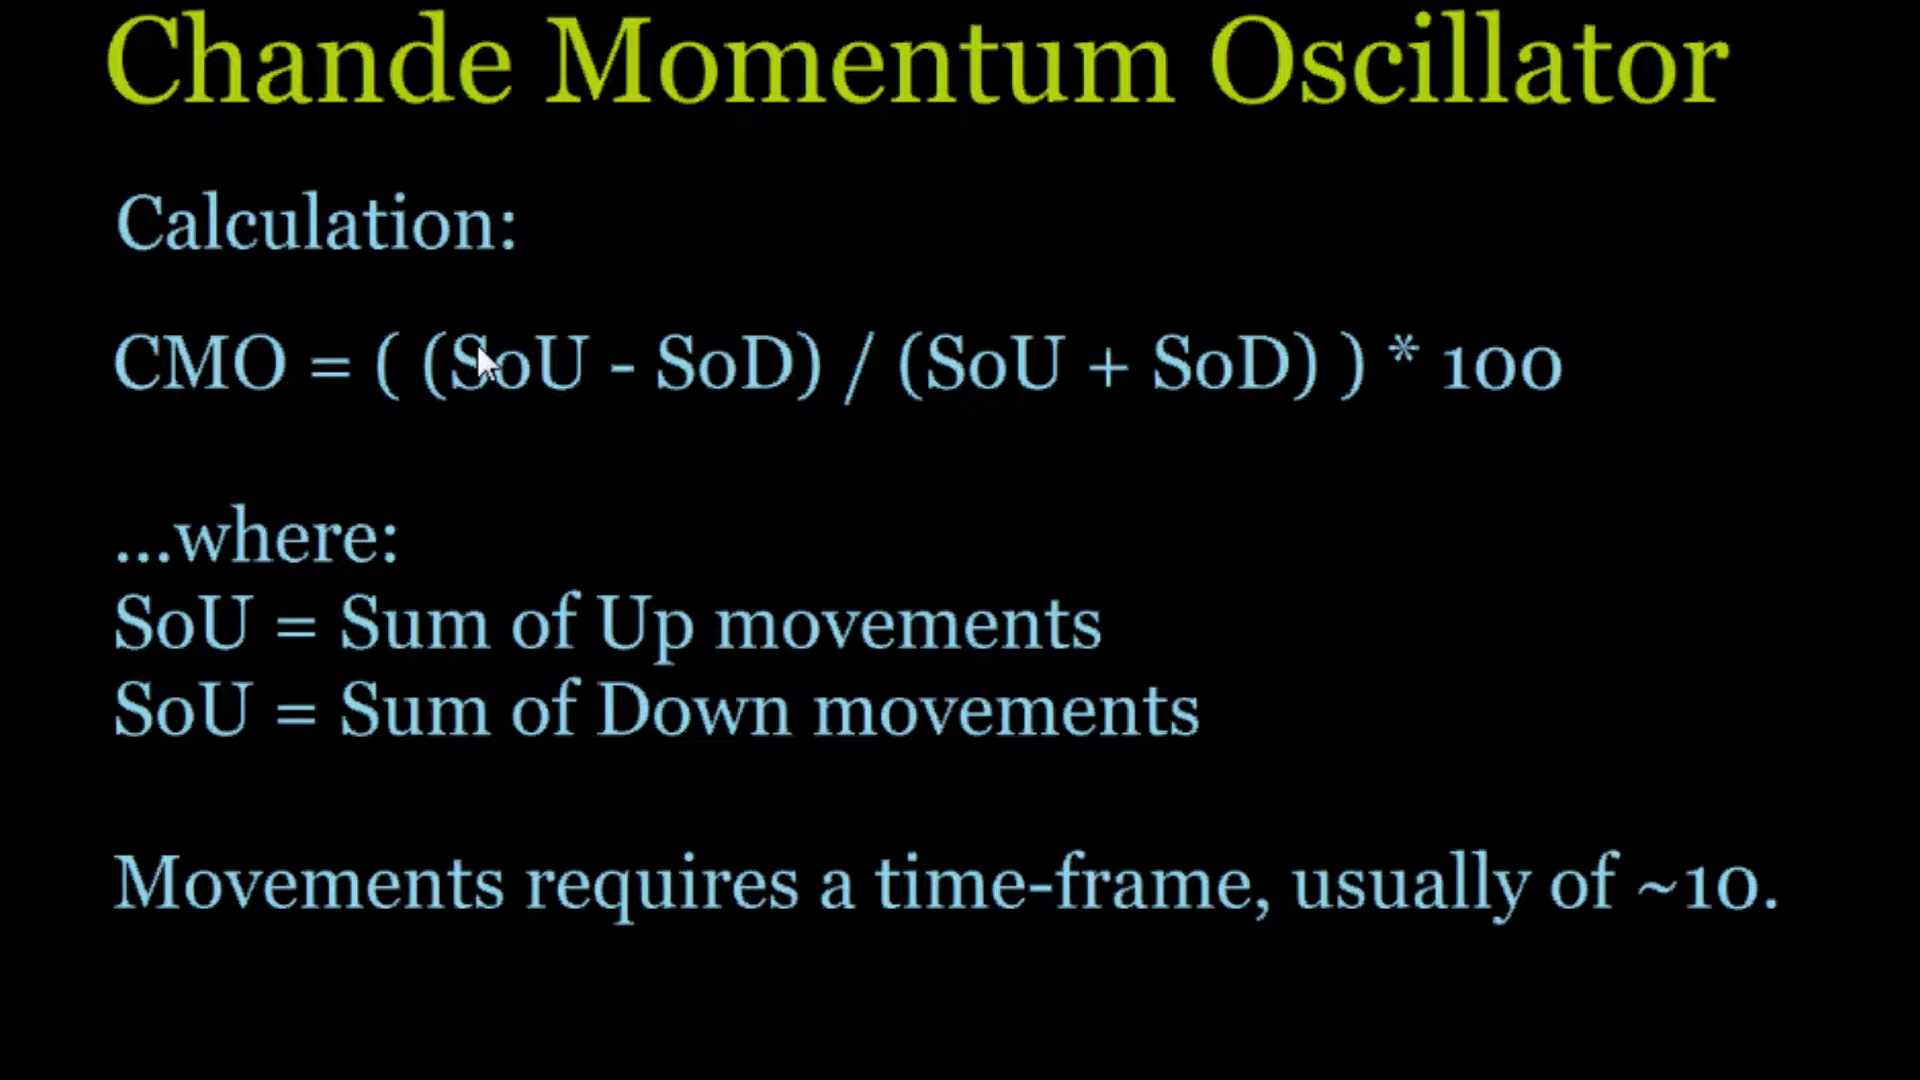 Chande Momentum Oscillator
Calculation:
CMO = ( (SoU - SoD) / (SoU + SoD) ) * 100
...where:
SoU = Sum of Up movements
SoU = Sum of Down movements
Movements requires a time-frame, usually of ~10.